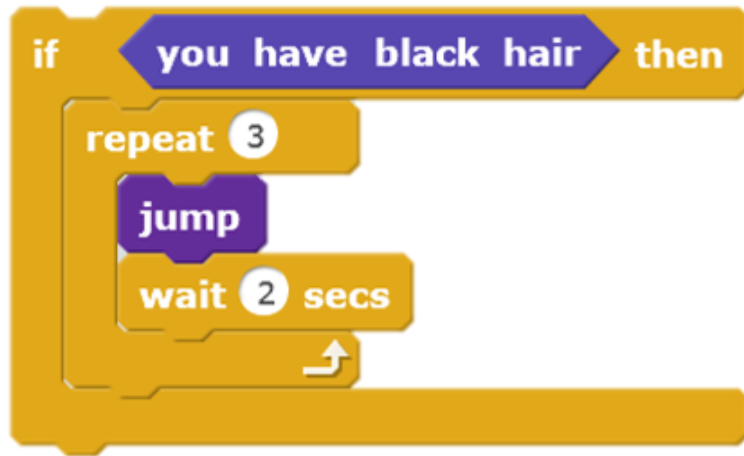 if you have black hair then
repeat 3
jump
wait 2 secs